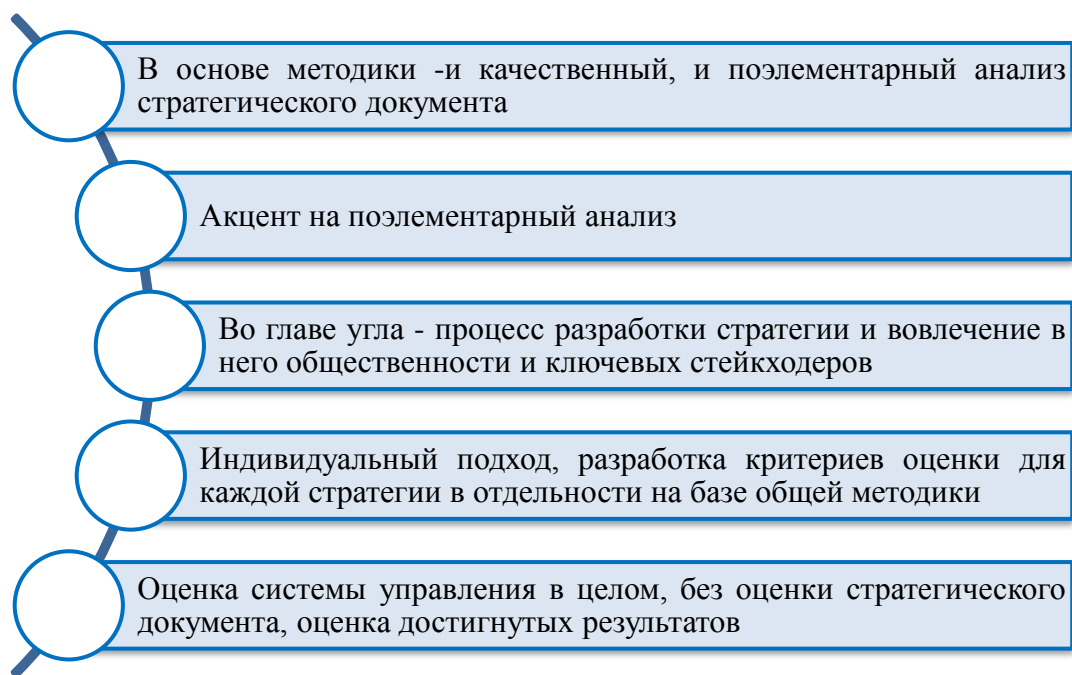 В основе методики -и качественный, и поэлементарный анализ
стратегического документа
Акцент на поэлементарный анализ
Во главе угла - процесс разработки стратегии и вовлечение в
него общественности и ключевых стейкходеров
Индивидуальный подход, разработка критериев оценки для
каждой стратегии в отдельности на базе общей методики
Оценка системы управления в целом, без оценки стратегического
документа, оценка достигнутых результатов